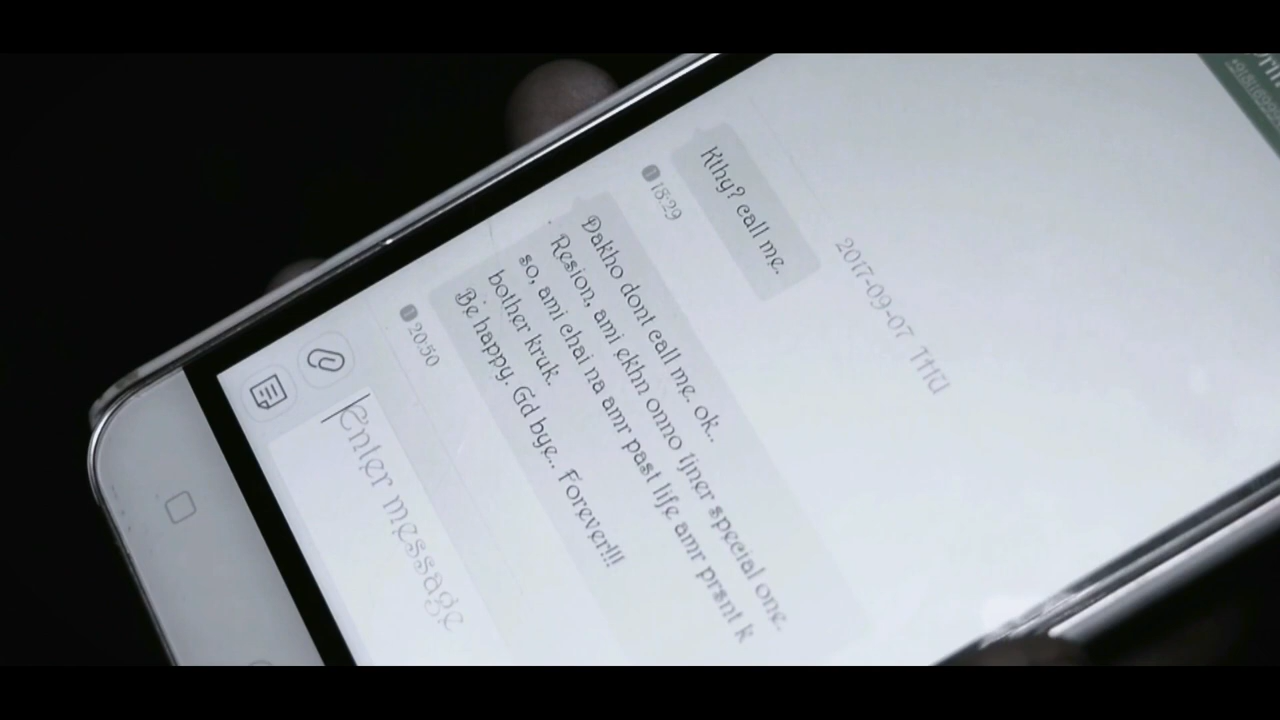 2017-09-07 THU
Kthy? call me.
18:29
Dakho dont call me. ok..
Resion, ami ekhn onno 1jner special one.
so, ami chai na amr past life amr prsnt k
bother kruk.
Be happy. Gd bye.. Forever!!!
20:50
Enter message